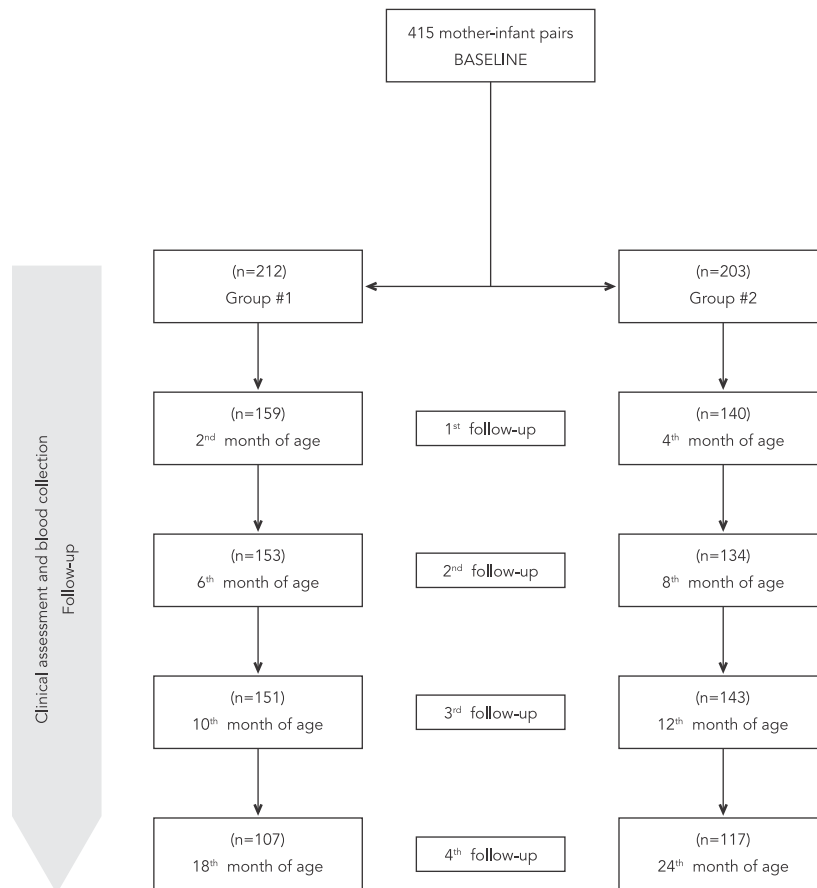 415 mother-infant pairs
BASELINE
(n=212)
Group #1
(n=203)
Group #2
(n=159)
2nd month of age
1st follow-up
(n=140)
4th month of age
(n=153)
6th month of age
2nd follow-up
(n=134)
8th month of age
(n=151)
10th month of age
3rd follow-up
(n=143)
12th month of age
(n=107)
18th month of age
4th follow-up
(n=117)
24th month of age
Clinical assessment and blood collection
Follow-up